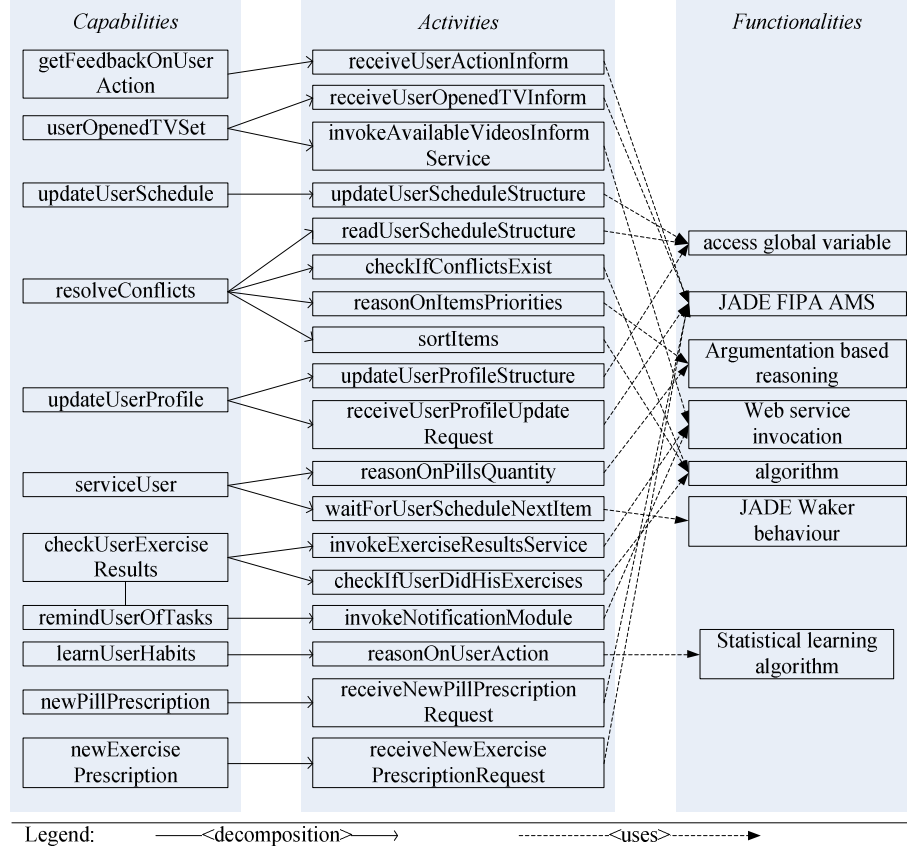 Capabilities
Activities
Functionalities
getFeedbackOnUser
Action
userOpenedTVSet
updateUserSchedule
resolveConflicts
updateUserProfile
serviceUser
checkUserExercise
Results
remindUserOfTasks
learnUserHabits
newPillPrescription
newExercise
Prescription
receiveUserActionInform
receiveUserOpenedTVInform
invokeAvailableVideosInform
Service
updateUserScheduleStructure
readUserScheduleStructure
checkIfConflictsExist
reasonOnItemsPriorities
sortItems
updateUserProfileStructure
receiveUserProfileUpdate
Request
reasonOnPillsQuantity
waitForUserScheduleNextItem
invokeExerciseResultsService
checkIfUserDidHisExercises
invokeNotificationModule
reasonOnUserAction
receiveNewPillPrescription
Request
receiveNewExercise
PrescriptionRequest
access global variable
JADE FIPA AMS
Argumentation based
reasoning
Web service
invocation
algorithm
JADE Waker
behaviour
Statistical learning
algorithm
Legend:
<decomposition>
<uses>